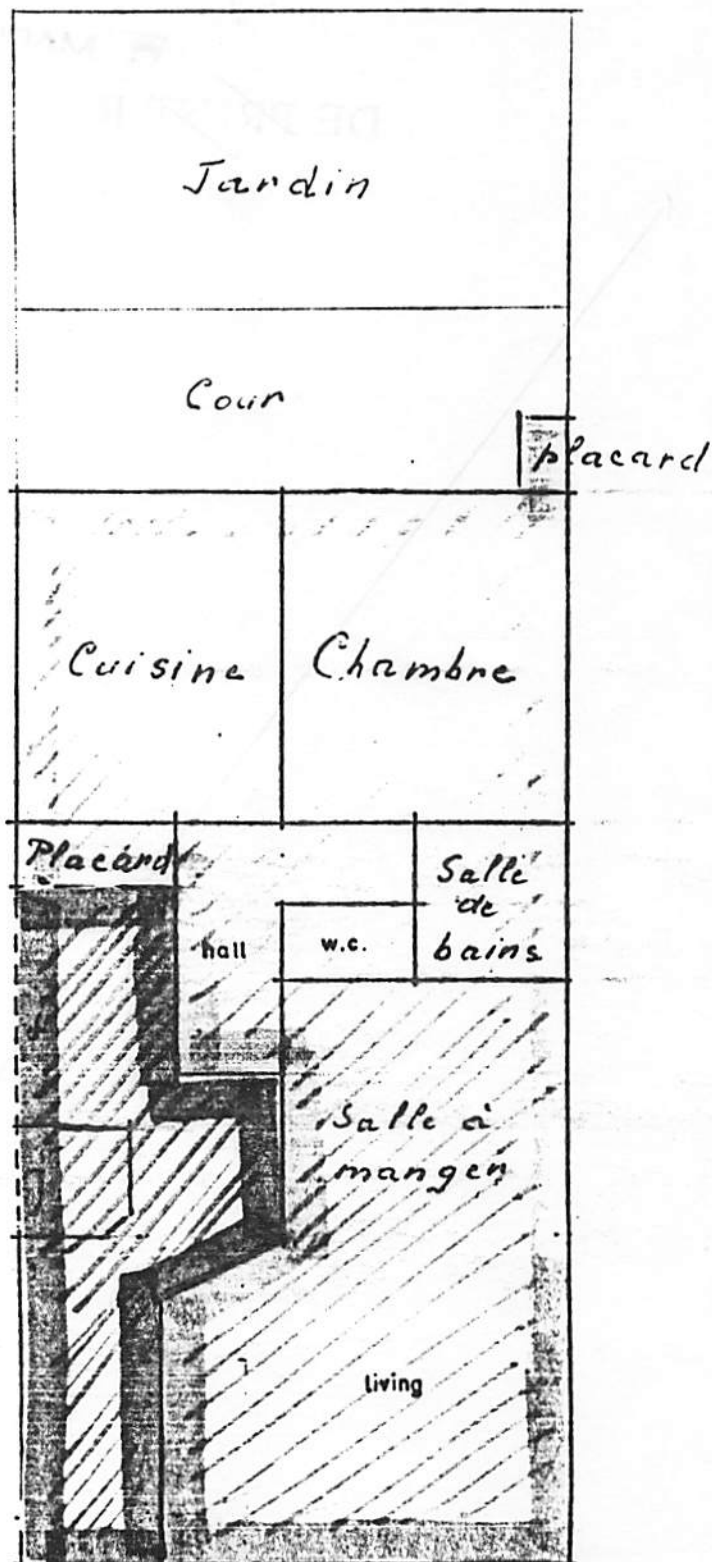 Jardin
Cour
placard
Cuisine
Chambre
Placard
Salle
de
bains
hall
w.c.
Salle à
manger
living